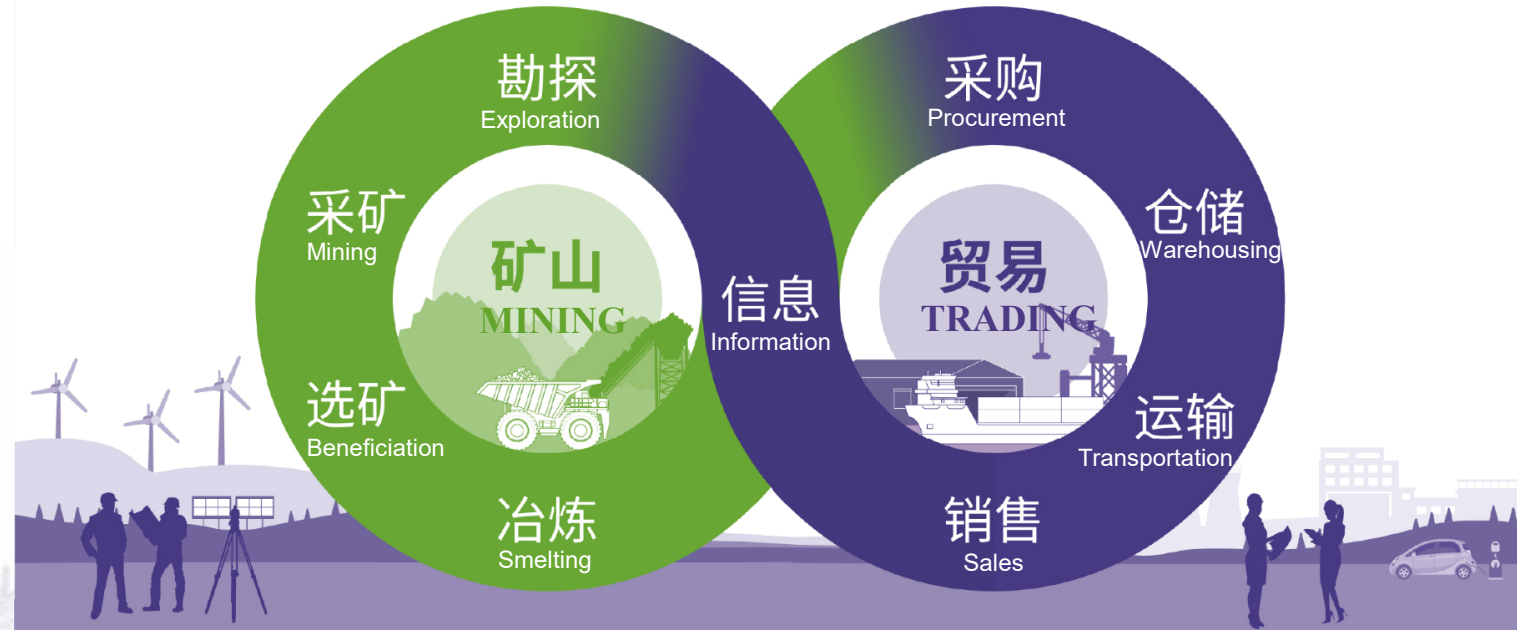 勘探
Exploration
采矿
Mining
选矿
Beneficiation
冶炼
Smelting
矿山
MINING
信息
Information
贸易
TRADING
采购
Procurement
仓储
Warehousing
运输
Transportation
销售
Sales